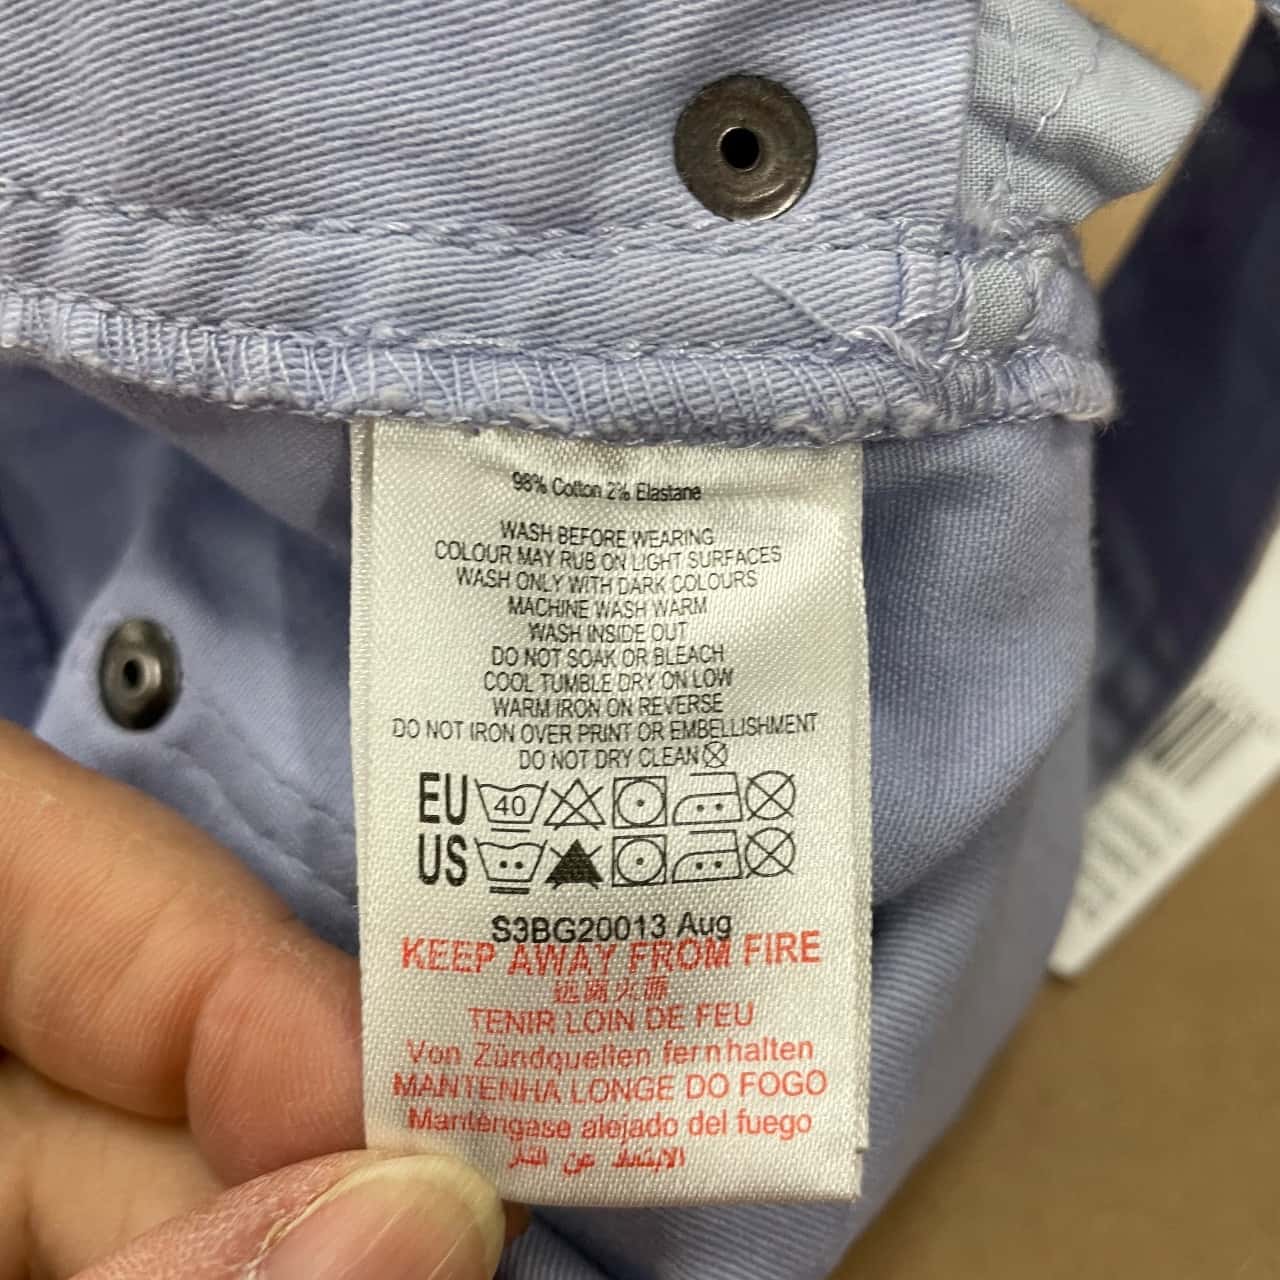 98% Cotton 2% Elastane
WASH BEFORE WEARING
COLOUR MAY RUB ON LIGHT SURFACES
WASH ONLY WITH DARK COLOURS
MACHINE WASH WARM
WASH INSIDE OUT
DO NOT SOAK OR BLEACH
COOL TUMBLE DRY ON LOW
WARM IRON ON REVERSE
DO NOT IRON OVER PRINT OR EMBELLISHMENT
DO NOT DRY CLEAN
EU 40
US
S3BG20013 Aug
KEEP AWAY FROM FIRE
远离火源
TENIR LOIN DE FEU
Von Zündquellen fernhalten
MANTENHA LONGE DO FOGO
Manténgase alejado del fuego
الابتعاد عن النار